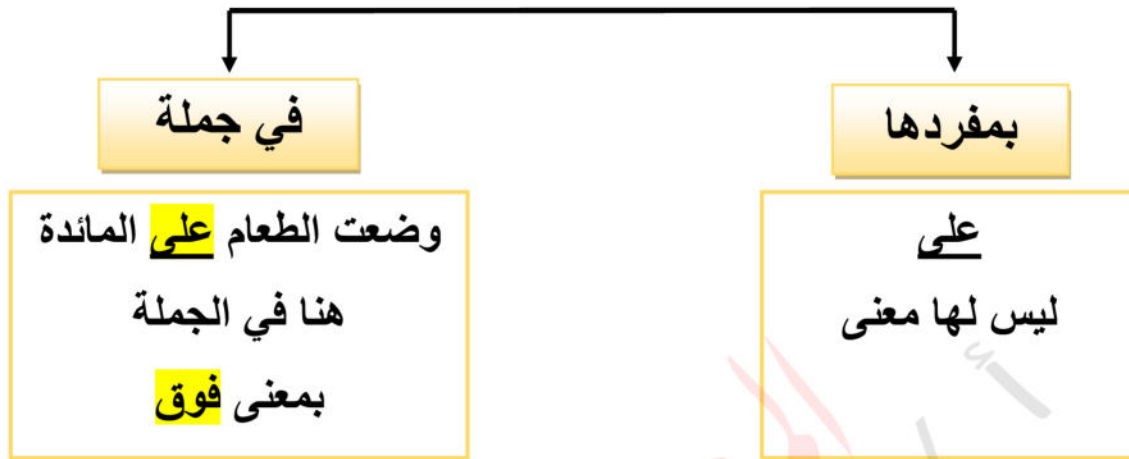 بمفردها
على
ليس لها معنى
في جملة
وضعت الطعام على المائدة
هنا في الجملة
بمعنى فوق